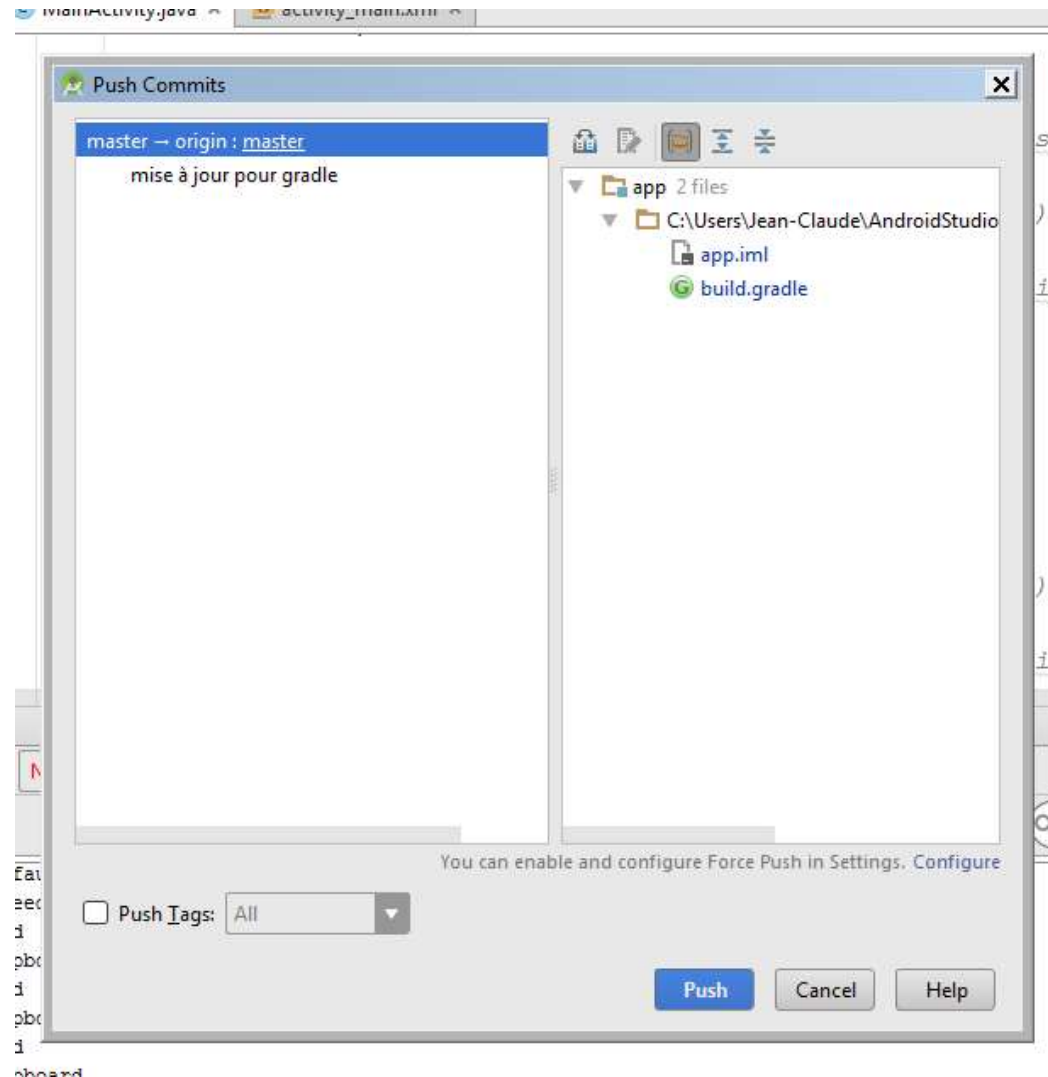 MainActivity.java × activity_main.xml ×
Push Commits
master → origin : master
mise à jour pour gradle
app 2 files
C:\Users\Jean-Claude\AndroidStudio
app.iml
build.gradle
You can enable and configure Force Push in Settings. Configure
Push Tags: All
Push Cancel Help